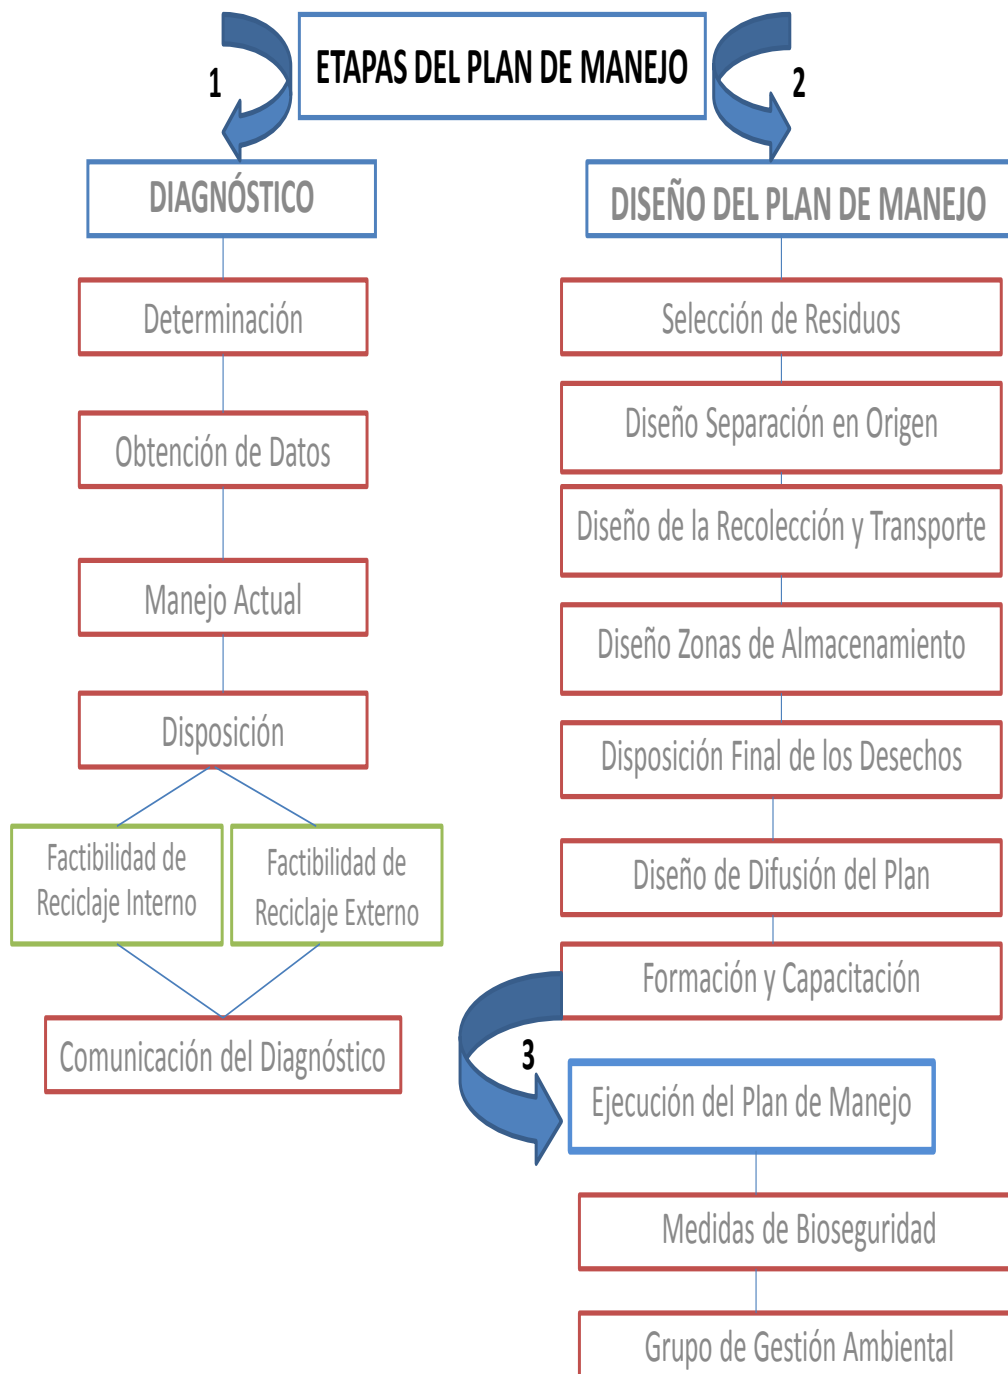 ETAPAS DEL PLAN DE MANEJO
1
2
DIAGNÓSTICO
Determinación
Obtención de Datos
Manejo Actual
Disposición
Factibilidad de
Reciclaje Interno
Factibilidad de
Reciclaje Externo
Comunicación del Diagnóstico
DISEÑO DEL PLAN DE MANEJO
Selección de Residuos
Diseño Separación en Origen
Diseño de la Recolección y Transporte
Diseño Zonas de Almacenamiento
Disposición Final de los Desechos
Diseño de Difusión del Plan
Formación y Capacitación
3
Ejecución del Plan de Manejo
Medidas de Bioseguridad
Grupo de Gestión Ambiental